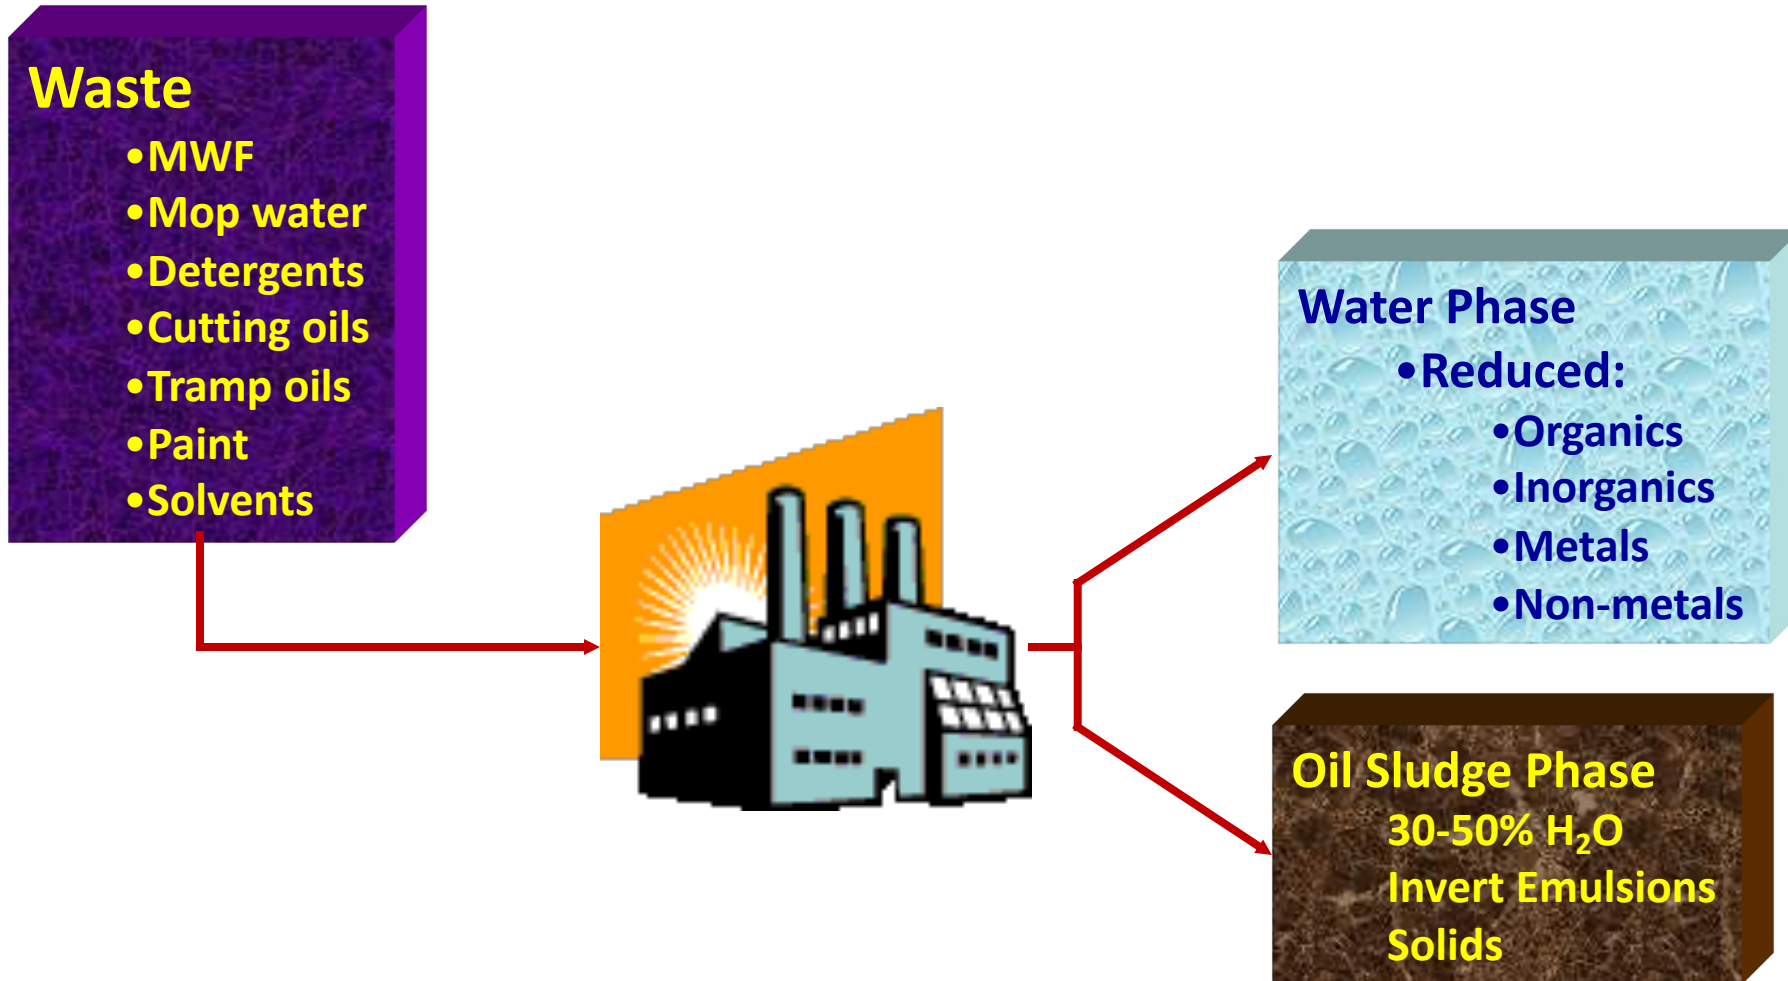 Waste
•MWF
•Mop water
•Detergents
•Cutting oils
•Tramp oils
•Paint
•Solvents
Water Phase
•Reduced:
•Organics
•Inorganics
•Metals
•Non-metals
Oil Sludge Phase
30-50% H₂O
Invert Emulsions
Solids